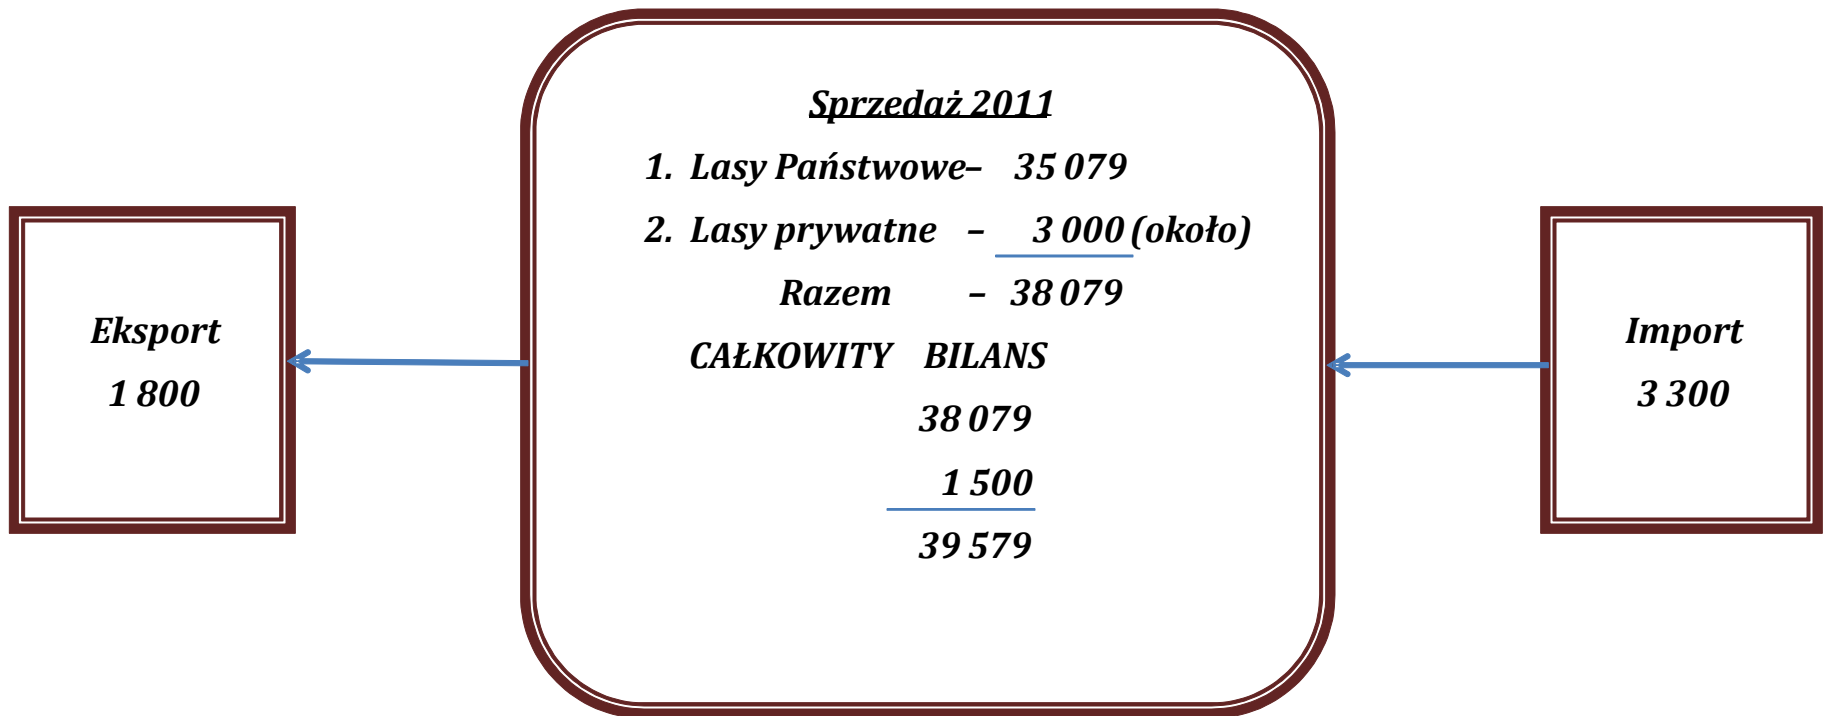 Sprzedaż 2011
1. Lasy Państwowe– 35 079
2. Lasy prywatne – 3 000 (około)
Razem – 38 079
CAŁKOWITY BILANS
38 079
1 500
39 579
Eksport
1 800
Import
3 300